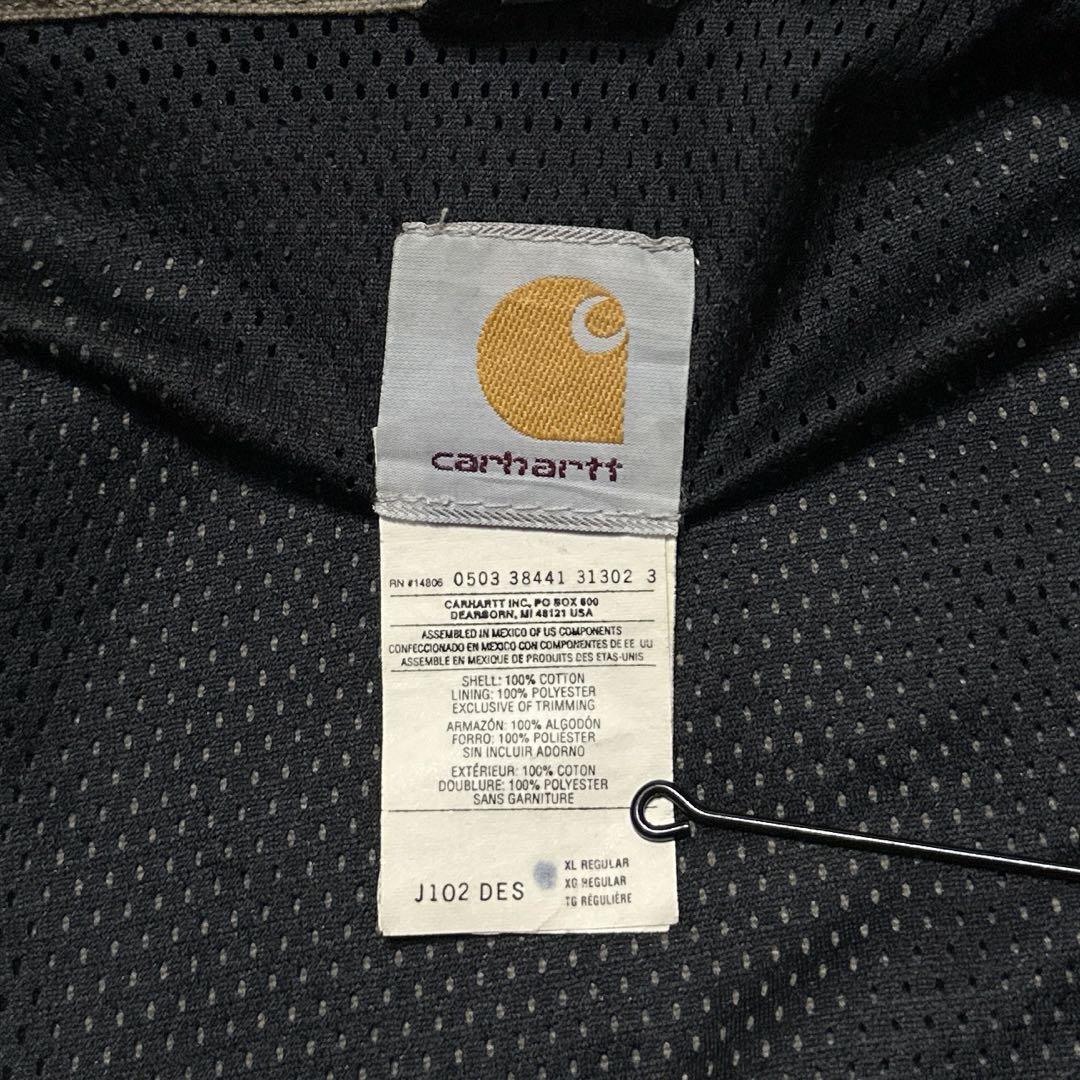 carhartt
RN #14806 0503 38441 31302 3
CARHARTT INC, PO BOX 600
DEARBORN, MI 48121 USA
ASSEMBLED IN MEXICO OF US COMPONENTS
CONFECCIONADO EN MEXICO CON COMPONENTES DE EE UU
ASSEMBLE EN MEXIQUE DE PRODUITS DES ETAS-UNIS
SHELL: 100% COTTON
LINING: 100% POLYESTER
EXCLUSIVE OF TRIMMING
ARMAZÓN: 100% ALGODÓN
FORRO: 100% POLIÉSTER
SIN INCLUIR ADORNO
EXTÉRIEUR: 100% COTON
DOUBLURE: 100% POLYESTER
SANS GARNITURE
J102 DES
XL REGULAR
XG REGULAR
TG RÉGULIÈRE